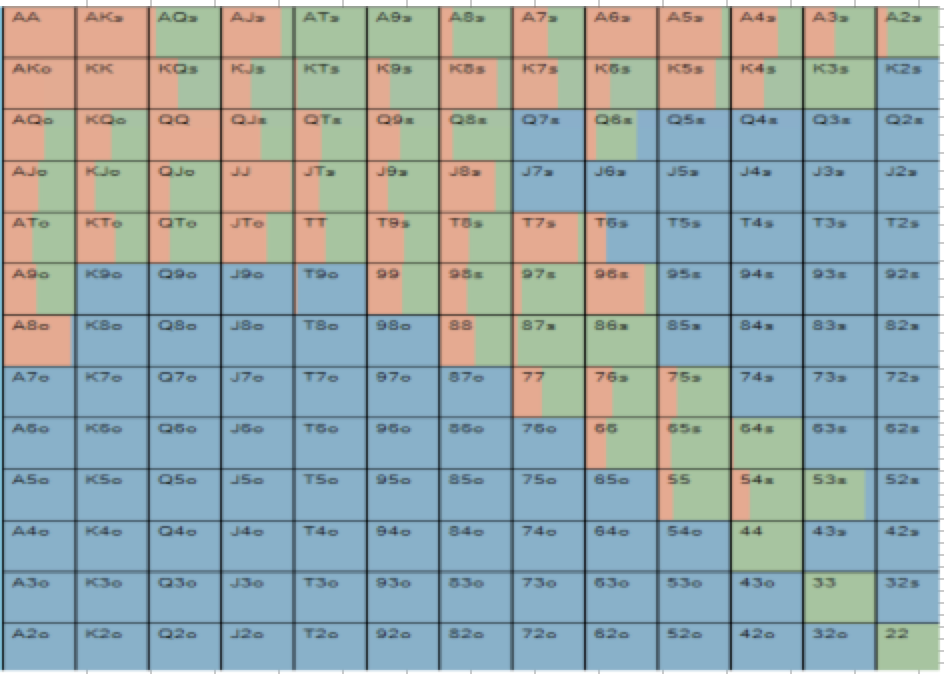 AA AKs AQs AJs ATs A9s A8s A7s A6s A5s A4s A3s A2s
AKo KK KQs KJs KTs K9s K8s K7s K6s K5s K4s K3s K2s
AQo KQo QQ QJs QTs Q9s Q8s Q7s Q6s Q5s Q4s Q3s Q2s
AJo KJo QJo JJ JTs J9s J8s J7s J6s J5s J4s J3s J2s
ATo KTo QTo JTo TT T9s T8s T7s T6s T5s T4s T3s T2s
A9o K9o Q9o J9o T9o 99 98s 97s 96s 95s 94s 93s 92s
A8o K8o Q8o J8o T8o 98o 88 87s 86s 85s 84s 83s 82s
A7o K7o Q7o J7o T7o 97o 87o 77 76s 75s 74s 73s 72s
A6o K6o Q6o J6o T6o 96o 86o 76o 66 65s 64s 63s 62s
A5o K5o Q5o J5o T5o 95o 85o 75o 65o 55 54s 53s 52s
A4o K4o Q4o J4o T4o 94o 84o 74o 64o 54o 44 43s 42s
A3o K3o Q3o J3o T3o 93o 83o 73o 63o 53o 43o 33 32s
A2o K2o Q2o J2o T2o 92o 82o 72o 62o 52o 42o 32o 22